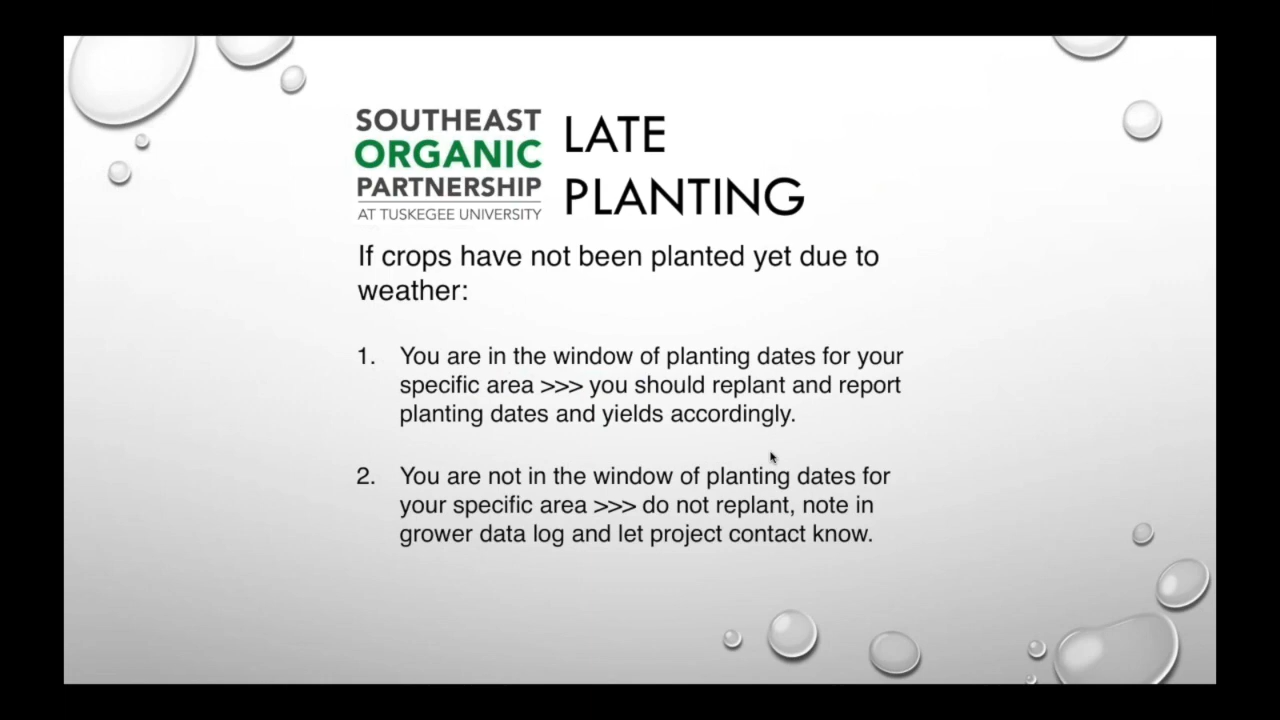 SOUTHEAST
ORGANIC
PARTNERSHIP
AT TUSKEGEE UNIVERSITY
LATE
PLANTING
If crops have not been planted yet due to
weather:
1. You are in the window of planting dates for your
specific area >>> you should replant and report
planting dates and yields accordingly.
2. You are not in the window of planting dates for
your specific area >>> do not replant, note in
grower data log and let project contact know.